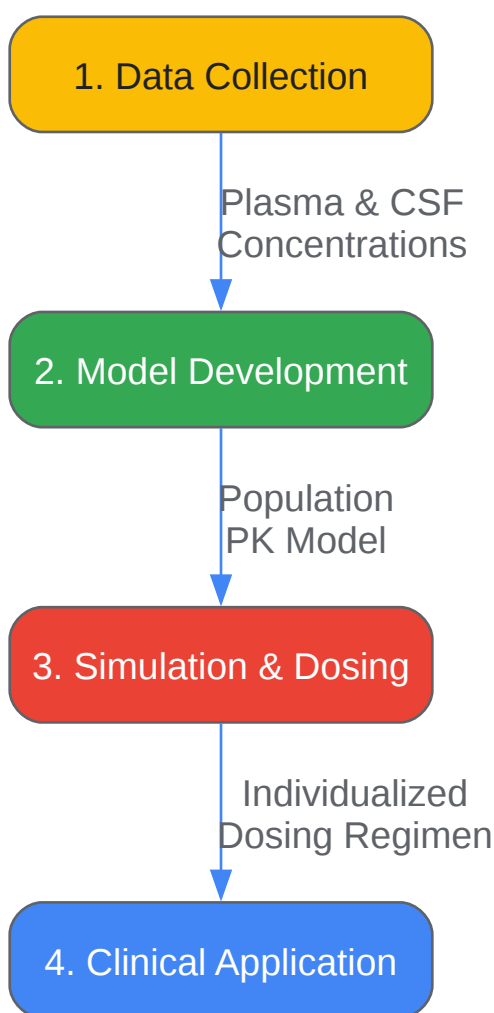 1. Data Collection
Plasma & CSF
Concentrations
2. Model Development
Population
PK Model
3. Simulation & Dosing
Individualized
Dosing Regimen
4. Clinical Application